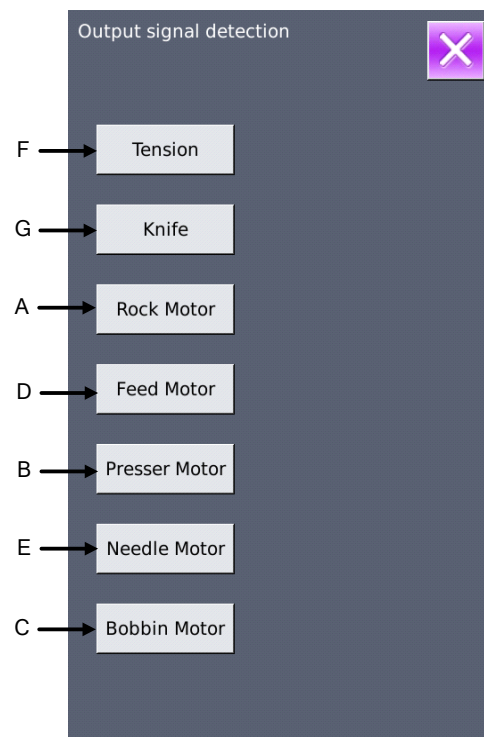 Output signal detection
F Tension
G Knife
A Rock Motor
D Feed Motor
B Presser Motor
E Needle Motor
C Bobbin Motor